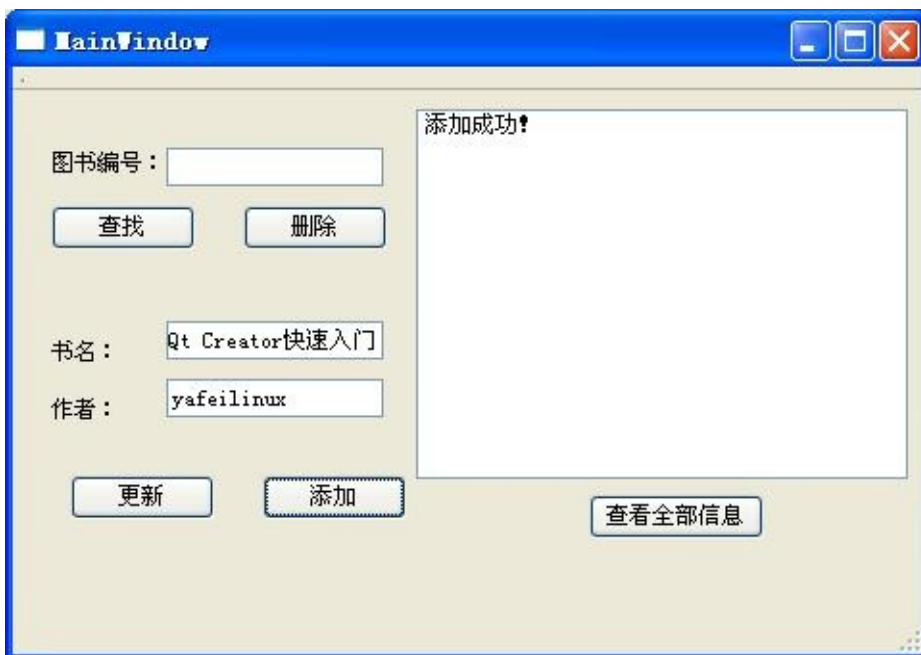 MainWindow
图书编号：
查找
删除
书名：
Qt Creator快速入门
作者：
yafeilinux
更新
添加
添加成功！
查看全部信息